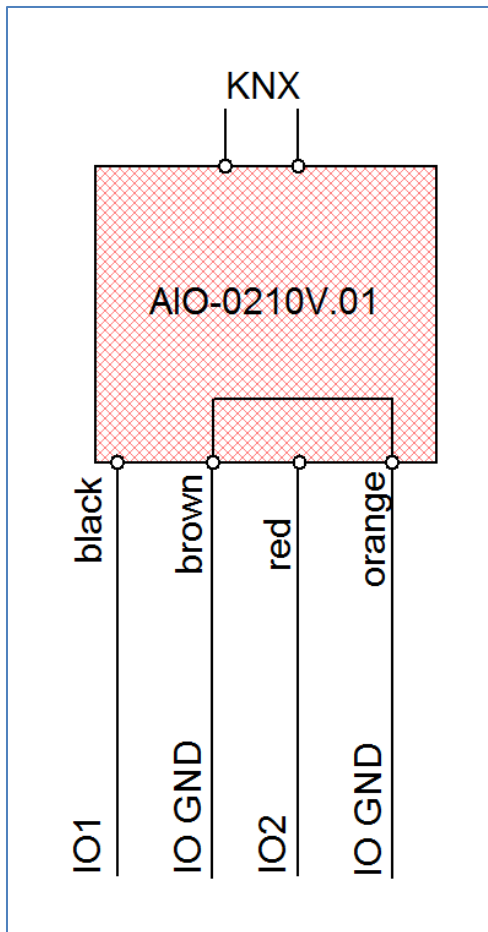 KNX
AIO-0210V.01
black
brown
red
orange
IO1
IO GND
IO2
IO GND